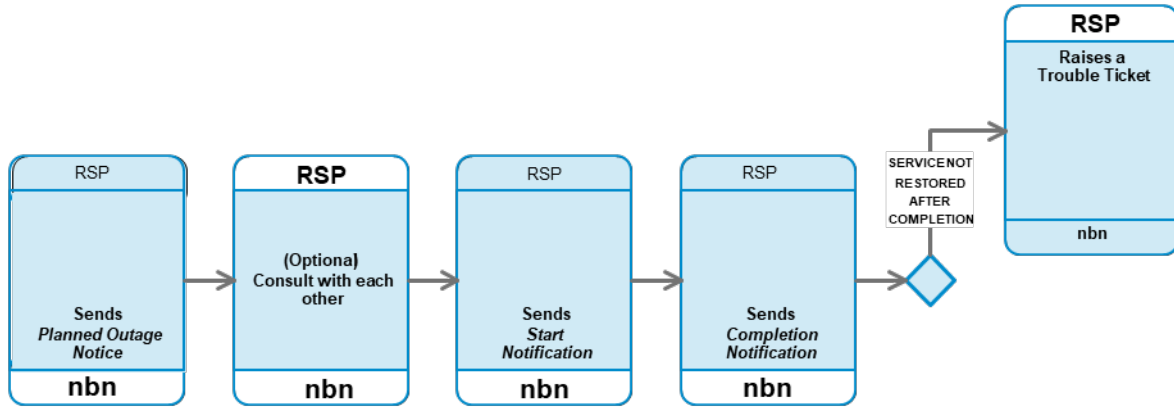 RSP
Sends
Planned Outage
Notice
nbn
RSP
(Optional)
Consult with each
other
nbn
RSP
Sends
Start
Notification
nbn
RSP
Sends
Completion
Notification
nbn
SERVICE NOT
RESTORED
AFTER
COMPLETION
RSP
Raises a
Trouble Ticket
nbn